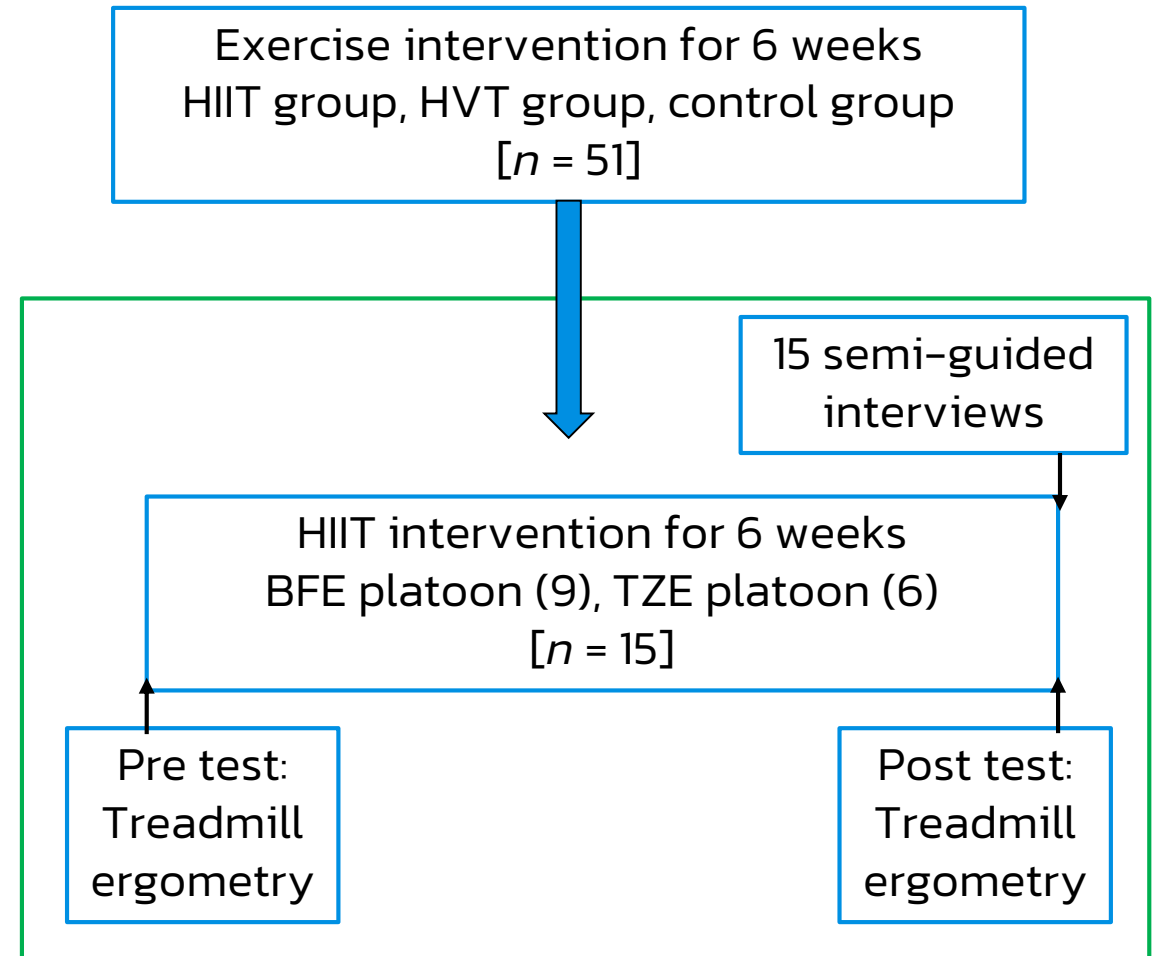 Exercise intervention for 6 weeks
HIIT group, HVT group, control group
[n = 51]
15 semi-guided
interviews
HIIT intervention for 6 weeks
BFE platoon (9), TZE platoon (6)
[n = 15]
Pre test:
Treadmill
ergometry
Post test:
Treadmill
ergometry